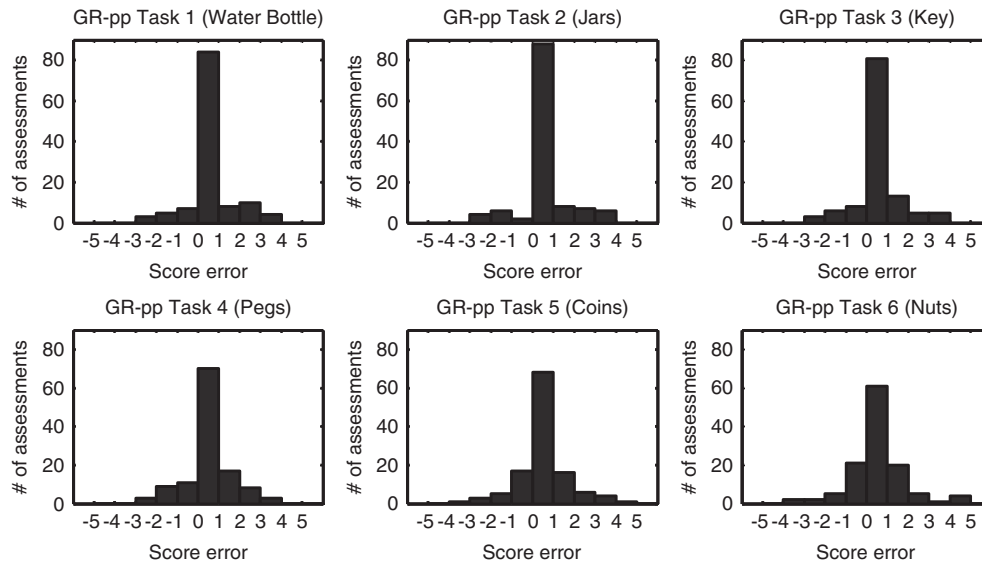 GR-pp Task 1 (Water Bottle)
GR-pp Task 2 (Jars)
GR-pp Task 3 (Key)
# of assessments
80
60
40
20
0
-5 -4 -3 -2 -1 0 1 2 3 4 5
Score error
# of assessments
80
60
40
20
0
-5 -4 -3 -2 -1 0 1 2 3 4 5
Score error
# of assessments
80
60
40
20
0
-5 -4 -3 -2 -1 0 1 2 3 4 5
Score error
GR-pp Task 4 (Pegs)
GR-pp Task 5 (Coins)
GR-pp Task 6 (Nuts)
# of assessments
80
60
40
20
0
-5 -4 -3 -2 -1 0 1 2 3 4 5
Score error
# of assessments
80
60
40
20
0
-5 -4 -3 -2 -1 0 1 2 3 4 5
Score error
# of assessments
80
60
40
20
0
-5 -4 -3 -2 -1 0 1 2 3 4 5
Score error